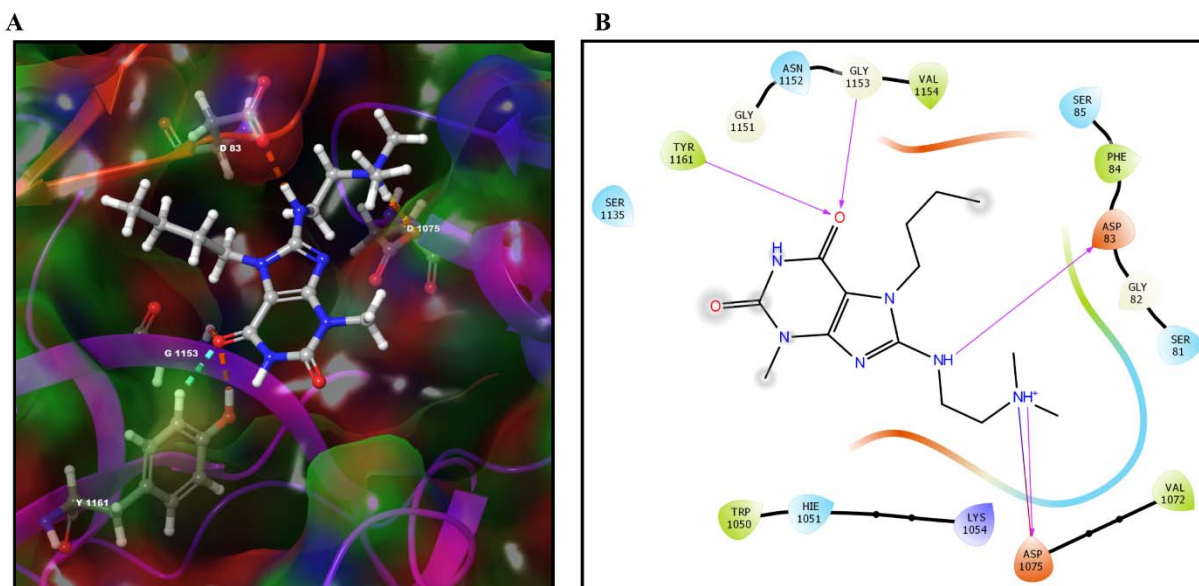 A
B
D 83
D 1075
G 1153
Y 1161
ASN
1152
GLY
1153
VAL
1154
GLY
1151
TYR
1161
SER
1135
SER
85
PHE
84
ASP
83
GLY
82
SER
81
O
H
N
O
N
N
N
NH
NH+
TRP
1050
HIE
1051
LYS
1054
ASP
1075
VAL
1072